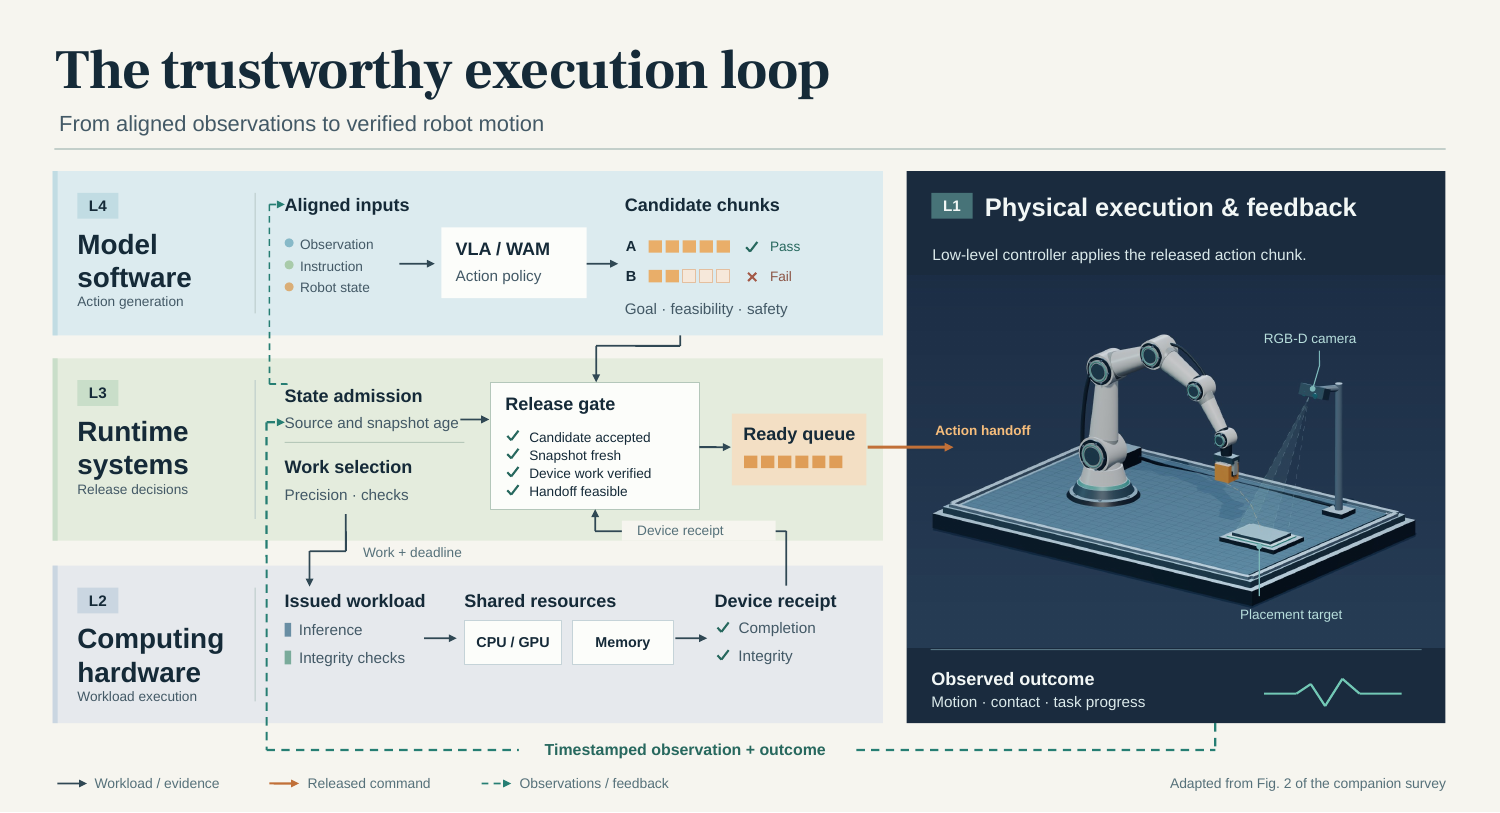 The trustworthy execution loop
From aligned observations to verified robot motion
L4
Model
software
Action generation
Aligned inputs
Observation
Instruction
Robot state
VLA / WAM
Action policy
Candidate chunks
A Pass
B Fail
Goal · feasibility · safety
L3
Runtime
systems
Release decisions
State admission
Source and snapshot age
Work selection
Precision · checks
Release gate
Candidate accepted
Snapshot fresh
Device work verified
Handoff feasible
Ready queue
Action handoff
Device receipt
Work + deadline
L2
Computing
hardware
Workload execution
Issued workload
Inference
Integrity checks
Shared resources
CPU / GPU
Memory
Device receipt
Completion
Integrity
L1 Physical execution & feedback
Low-level controller applies the released action chunk.
RGB-D camera
Placement target
Observed outcome
Motion · contact · task progress
Timestamped observation + outcome
Workload / evidence
Released command
Observations / feedback
Adapted from Fig. 2 of the companion survey